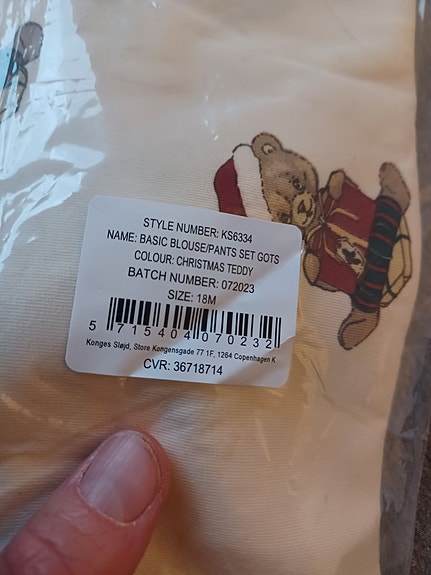 STYLE NUMBER: KS6334
NAME: BASIC BLOUSE/PANTS SET GOTS
COLOUR: CHRISTMAS TEDDY
BATCH NUMBER: 072023
SIZE: 18M
5 715404 070232
Konges Sløjd, Store Kongensgade 77 1F, 1264 Copenhagen K
CVR: 36718714